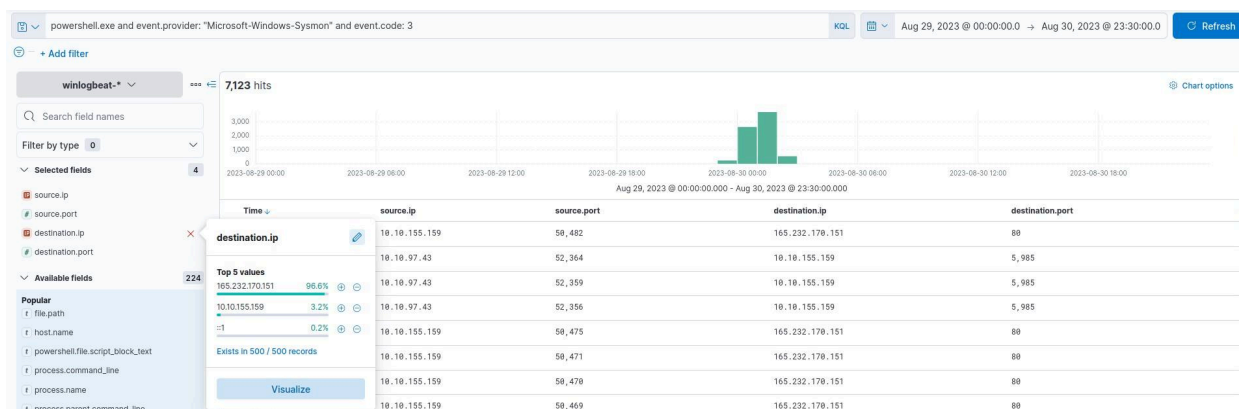 powershell.exe and event.provider: "Microsoft-Windows-Sysmon" and event.code: 3
KQL
Aug 29, 2023 @ 00:00:00.0 → Aug 30, 2023 @ 23:30:00.0
Refresh
+ Add filter
winlogbeat-*
7,123 hits
Chart options
Search field names
Filter by type 0
Selected fields 4
source.ip
source.port
destination.ip
destination.port
Available fields 224
Popular
file.path
host.name
powershell.file.script_block_text
process.command_line
process.name
process.parent.command_line
3,000
2,000
1,000
0
2023-08-29 00:00 2023-08-29 06:00 2023-08-29 12:00 2023-08-29 18:00 2023-08-30 00:00 2023-08-30 06:00 2023-08-30 12:00 2023-08-30 18:00
Aug 29, 2023 @ 00:00:00.000 - Aug 30, 2023 @ 23:30:00.000
Time source.ip source.port destination.ip destination.port
10.10.155.159 50,482 165.232.170.151 80
10.10.97.43 52,364 10.10.155.159 5,985
10.10.97.43 52,359 10.10.155.159 5,985
10.10.97.43 52,356 10.10.155.159 5,985
10.10.155.159 50,475 165.232.170.151 80
10.10.155.159 50,471 165.232.170.151 80
10.10.155.159 50,470 165.232.170.151 80
10.10.155.159 50,469 165.232.170.151 80
destination.ip
Top 5 values
165.232.170.151 96.6%
10.10.155.159 3.2%
::1 0.2%
Exists in 500 / 500 records
Visualize